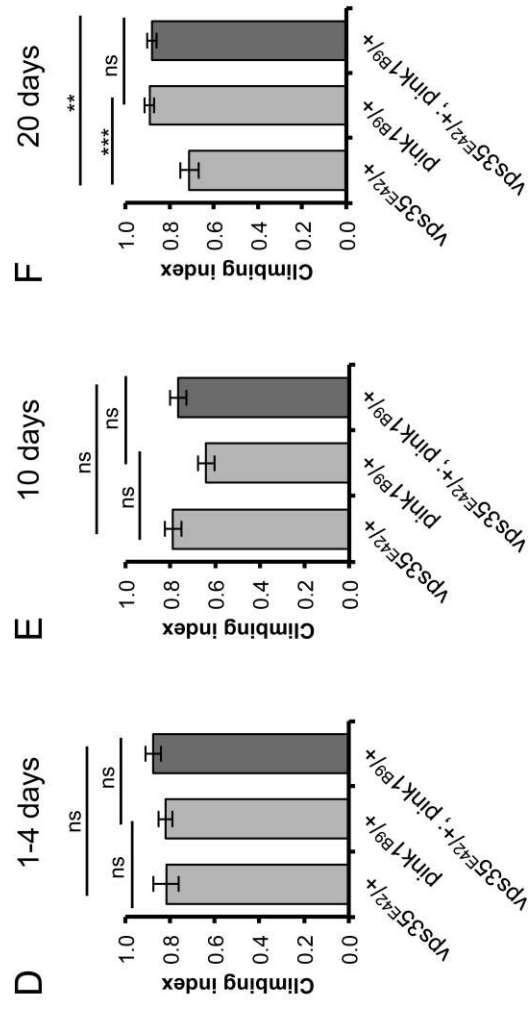 D
1-4 days
ns
ns
ns
Climbing index
1.0
0.8
0.6
0.4
0.2
0.0
vps35E42/+
pink1B9/+
vps35E42/+; pink1B9/+
E
10 days
ns
ns
ns
Climbing index
1.0
0.8
0.6
0.4
0.2
0.0
vps35E42/+
pink1B9/+
vps35E42/+; pink1B9/+
F
20 days
**
***
ns
Climbing index
1.0
0.8
0.6
0.4
0.2
0.0
vps35E42/+
pink1B9/+
vps35E42/+; pink1B9/+